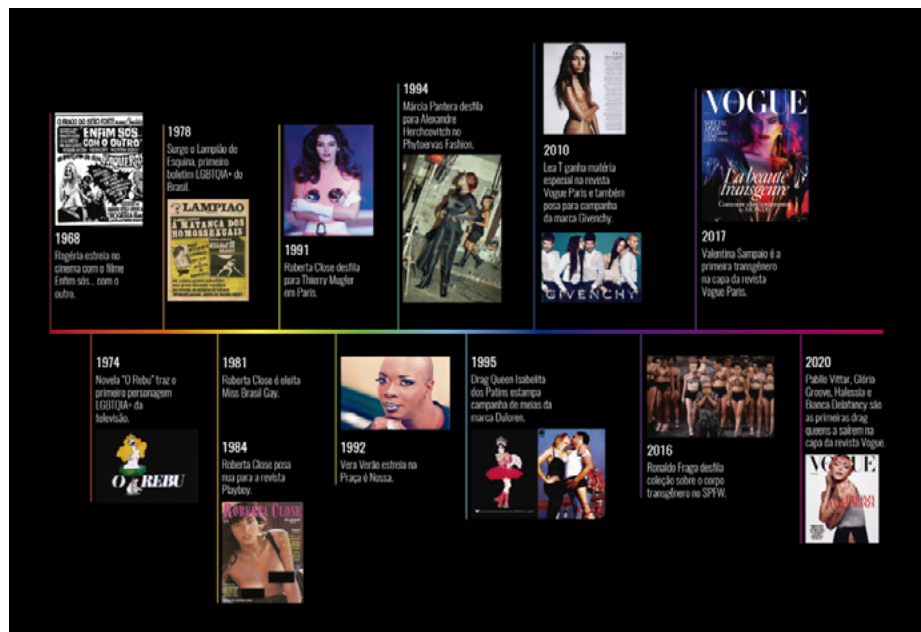 O FRACO DO SEXO FORTE
ENFIM SÓS..
COM O OUTRO
1968
Rogéria estreia no
cinema com o filme
Enfim sós... com o
outro.
1974
Novela "O Rebu" traz o
primeiro personagem
LGBTQIA+ da
televisão.
O REBU
1978
Surge o Lampião de
Esquina, primeiro
boletim LGBTQIA+ do
Brasil.
LAMPIAO
A MATANÇA DOS
HOMOSSEXUAIS
1981
Roberta Close é eleita
Miss Brasil Gay.
1984
Roberta Close posa
nua para a revista
Playboy.
ROBERTA CLOSE
1991
Roberta Close desfila
para Thierry Mugler
em Paris.
1992
Vera Verão estreia na
Praça é Nossa.
1994
Márcia Pantera desfila
para Alexandre
Herchcovitch no
Phytoervas Fashion.
1995
Drag Queen Isabelita
dos Patins estampa
campanha de meias da
marca Duloren.
2010
Lea T ganha matéria
especial na revista
Vogue Paris e também
posa para campanha
da marca Givenchy.
GIVENCHY
2016
Ronaldo Fraga desfila
coleção sobre o corpo
transgênero no SPFW.
VOGUE
La beauté
transgenre
2017
Valentina Sampaio é a
primeira transgênero
na capa da revista
Vogue Paris.
2020
Pabllo Vittar, Glória
Groove, Halessia e
Bianca Delafancy são
as primeiras drag
queens a saírem na
capa da revista Vogue.
VOGUE